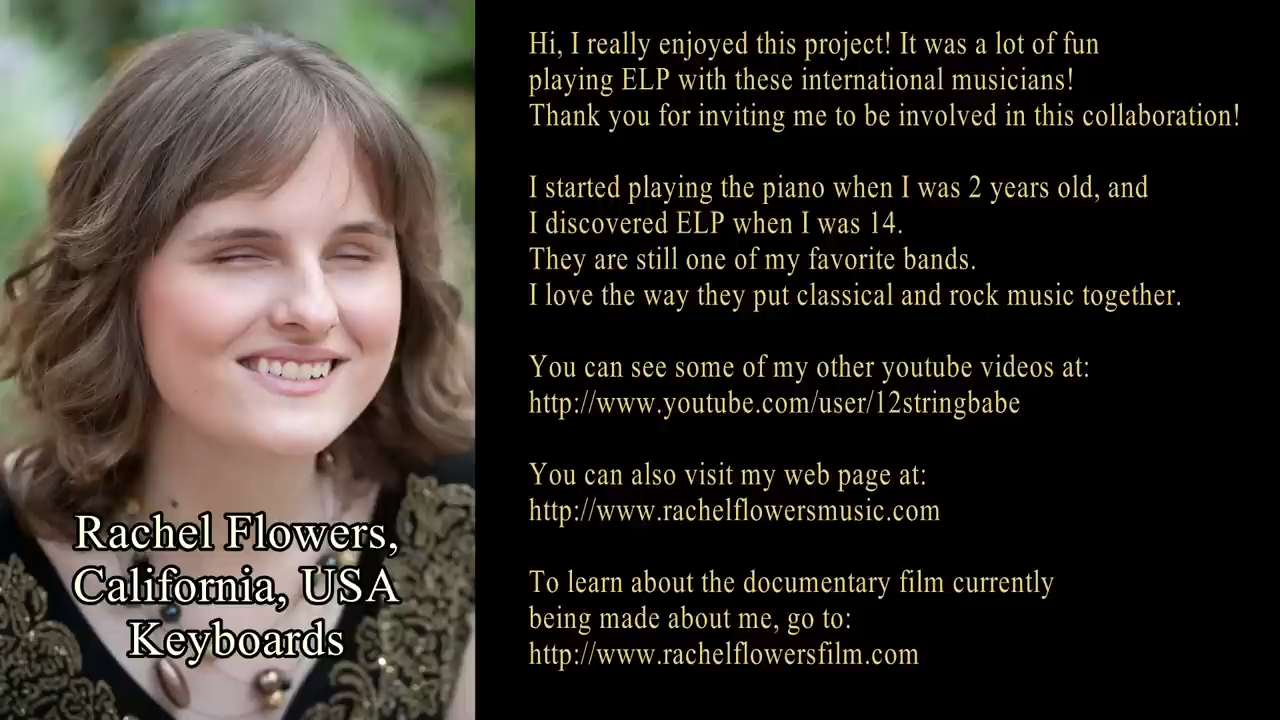 Hi, I really enjoyed this project! It was a lot of fun
playing ELP with these international musicians!
Thank you for inviting me to be involved in this collaboration!
I started playing the piano when I was 2 years old, and
I discovered ELP when I was 14.
They are still one of my favorite bands.
I love the way they put classical and rock music together.
You can see some of my other youtube videos at:
http://www.youtube.com/user/12stringbabe
You can also visit my web page at:
http://www.rachelflowersmusic.com
To learn about the documentary film currently
being made about me, go to:
http://www.rachelflowersfilm.com
Rachel Flowers,
California, USA
Keyboards